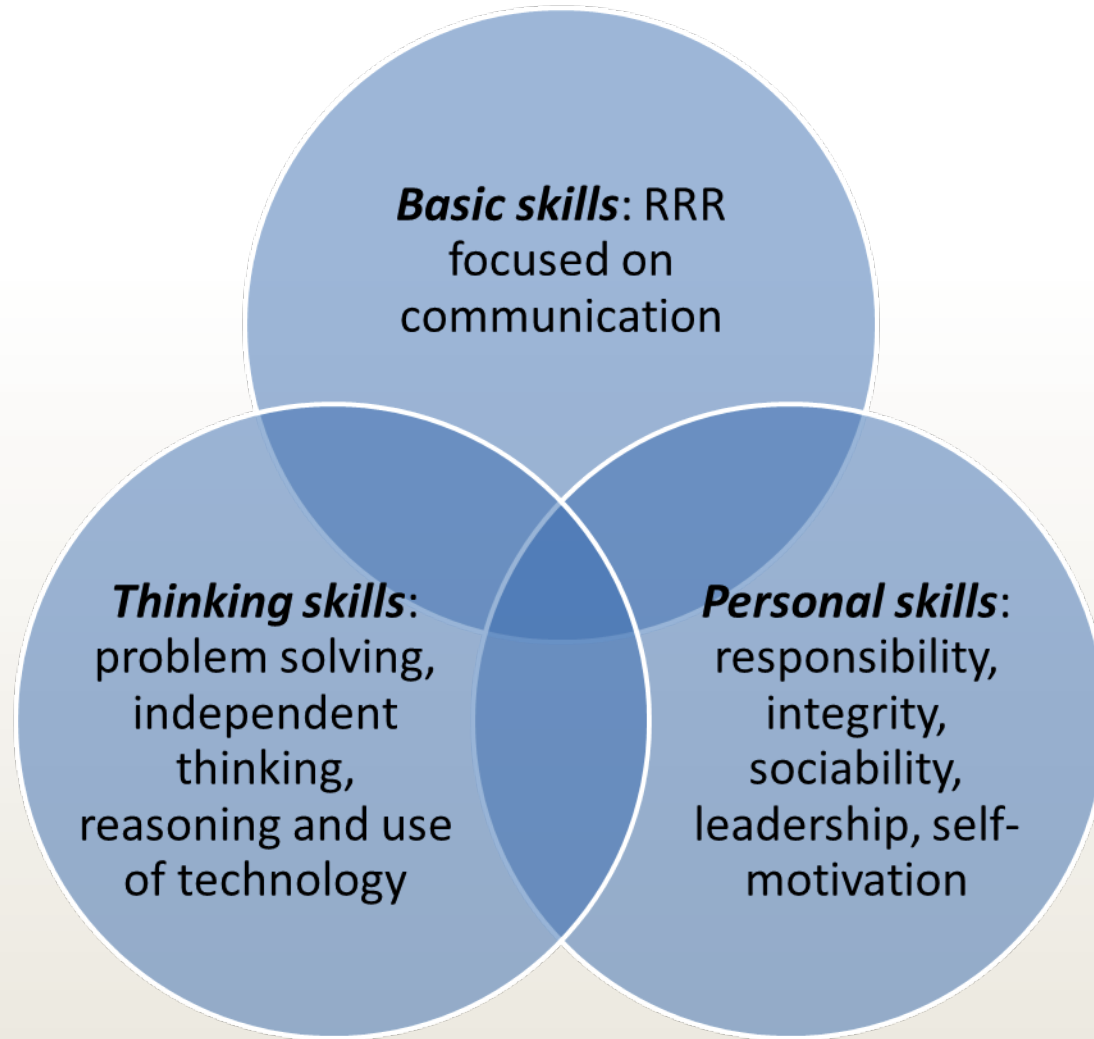 Basic skills: RRR
focused on
communication
Thinking skills:
problem solving,
independent
thinking,
reasoning and use
of technology
Personal skills:
responsibility,
integrity,
sociability,
leadership, self-
motivation